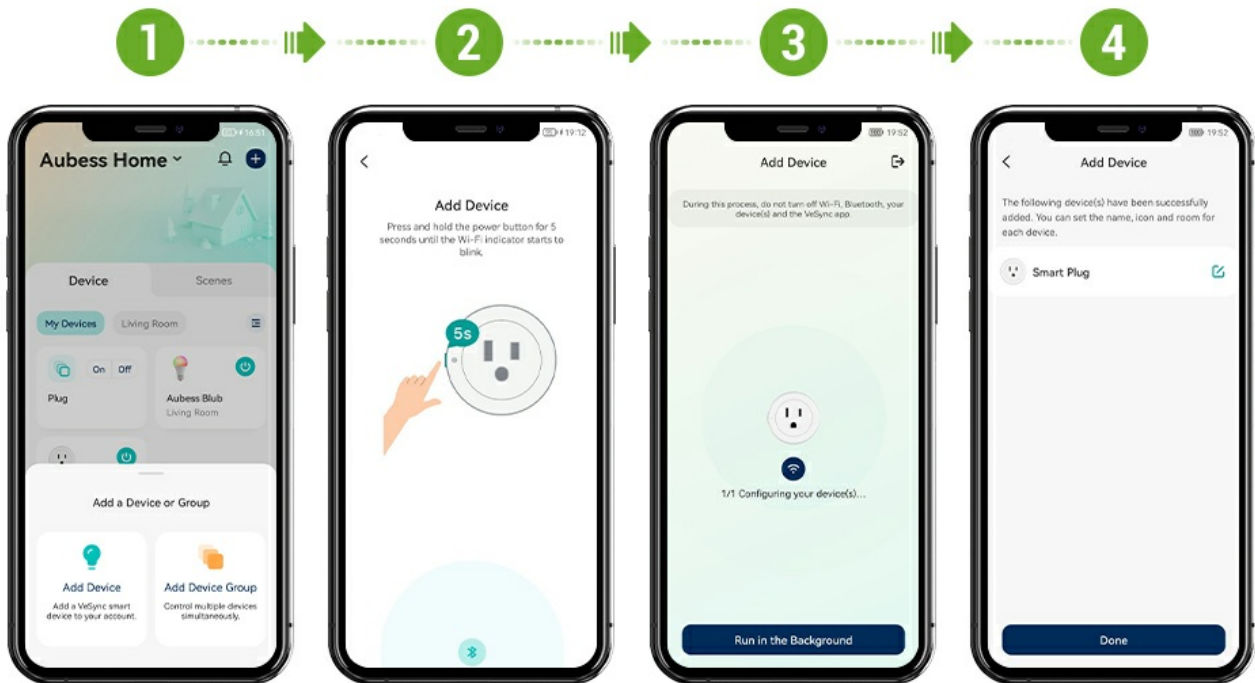 1
2
3
4
16:51
Aubess Home
Device
Scenes
My Devices
Living Room
On Off
Plug
Aubess Blub
Living Room
Add a Device or Group
Add Device
Add a VeSync smart
device to your account.
Add Device Group
Control multiple devices
simultaneously.
19:12
Add Device
Press and hold the power button for 5
seconds until the Wi-Fi indicator starts to
blink.
5s
19:52
Add Device
During this process, do not turn off Wi-Fi, Bluetooth, your
device(s) and the VeSync app.
1/1 Configuring your device(s)...
Run in the Background
19:52
Add Device
The following device(s) have been successfully
added. You can set the name, icon and room for
each device.
Smart Plug
Done